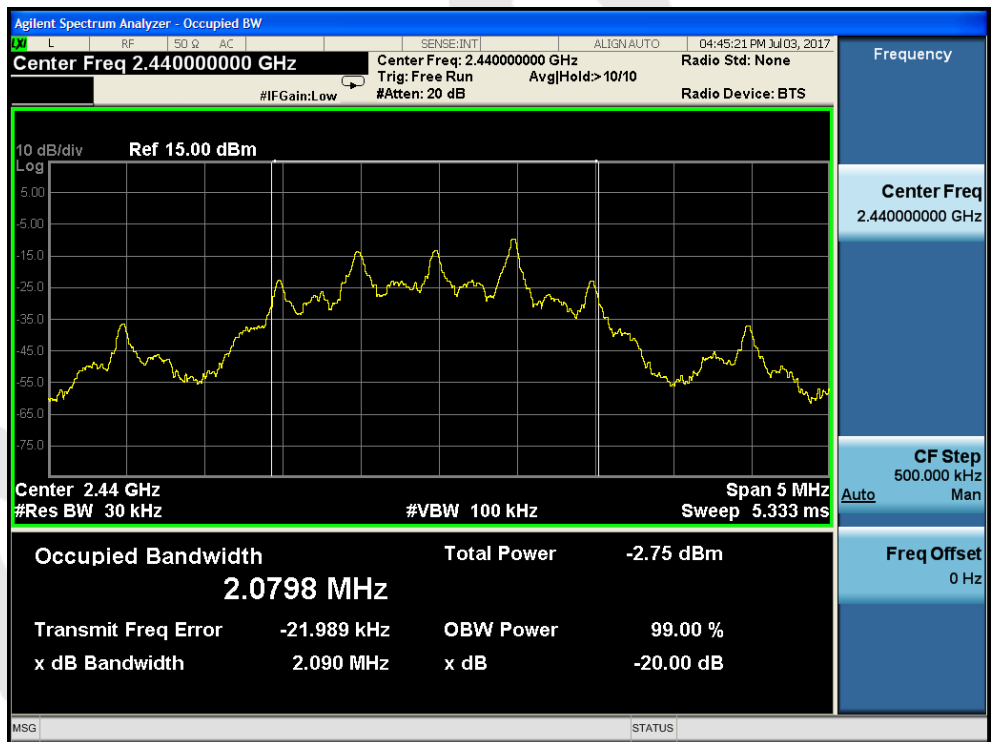 Agilent Spectrum Analyzer - Occupied BW
LXI L RF 50 Ω AC SENSE:INT ALIGN AUTO 04:45:21 PM Jul 03, 2017
Center Freq 2.440000000 GHz
Center Freq: 2.440000000 GHz Radio Std: None
Trig: Free Run Avg|Hold:> 10/10
#IFGain:Low #Atten: 20 dB Radio Device: BTS
10 dB/div Ref 15.00 dBm
Log
5.00
-5.00
-15.0
-25.0
-35.0
-45.0
-55.0
-65.0
-75.0
Center 2.44 GHz Span 5 MHz
#Res BW 30 kHz #VBW 100 kHz Sweep 5.333 ms
Occupied Bandwidth Total Power -2.75 dBm
2.0798 MHz
Transmit Freq Error -21.989 kHz OBW Power 99.00 %
x dB Bandwidth 2.090 MHz x dB -20.00 dB
MSG STATUS
Frequency
Center Freq
2.440000000 GHz
CF Step
500.000 kHz
Auto Man
Freq Offset
0 Hz